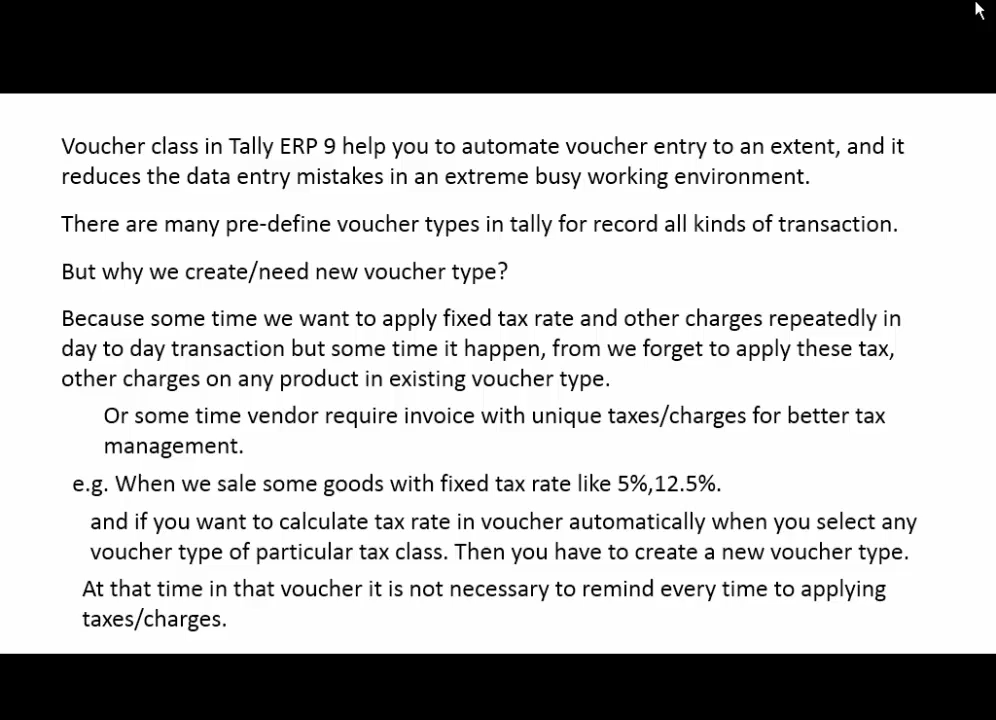 Voucher class in Tally ERP 9 help you to automate voucher entry to an extent, and it
reduces the data entry mistakes in an extreme busy working environment.
There are many pre-define voucher types in tally for record all kinds of transaction.
But why we create/need new voucher type?
Because some time we want to apply fixed tax rate and other charges repeatedly in
day to day transaction but some time it happen, from we forget to apply these tax,
other charges on any product in existing voucher type.
Or some time vendor require invoice with unique taxes/charges for better tax
management.
e.g. When we sale some goods with fixed tax rate like 5%,12.5%.
and if you want to calculate tax rate in voucher automatically when you select any
voucher type of particular tax class. Then you have to create a new voucher type.
At that time in that voucher it is not necessary to remind every time to applying
taxes/charges.